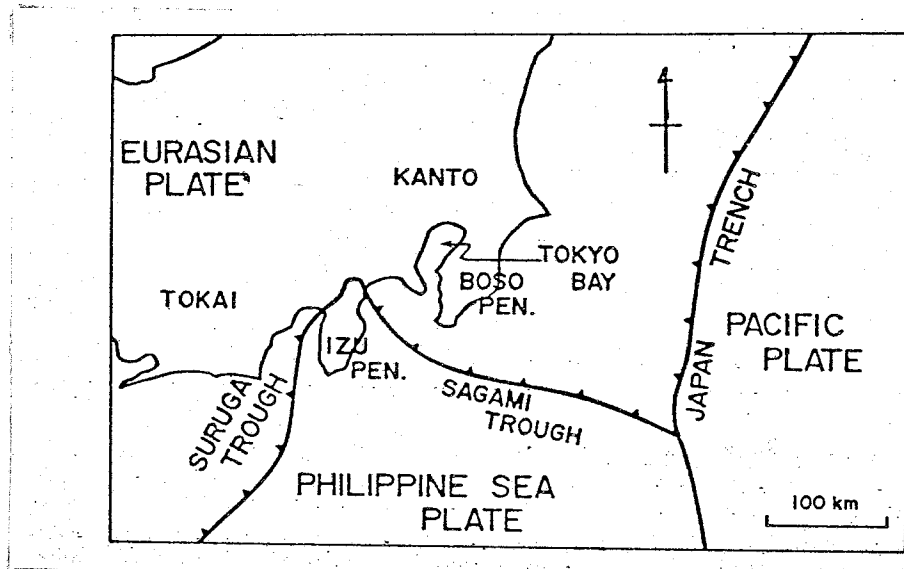 EURASIAN
PLATE
KANTO
TOKYO
BAY
BOSO
PEN.
TOKAI
IZU
PEN.
SURUGA
TROUGH
SAGAMI
TROUGH
JAPAN TRENCH
PACIFIC
PLATE
PHILIPPINE SEA
PLATE
100 km